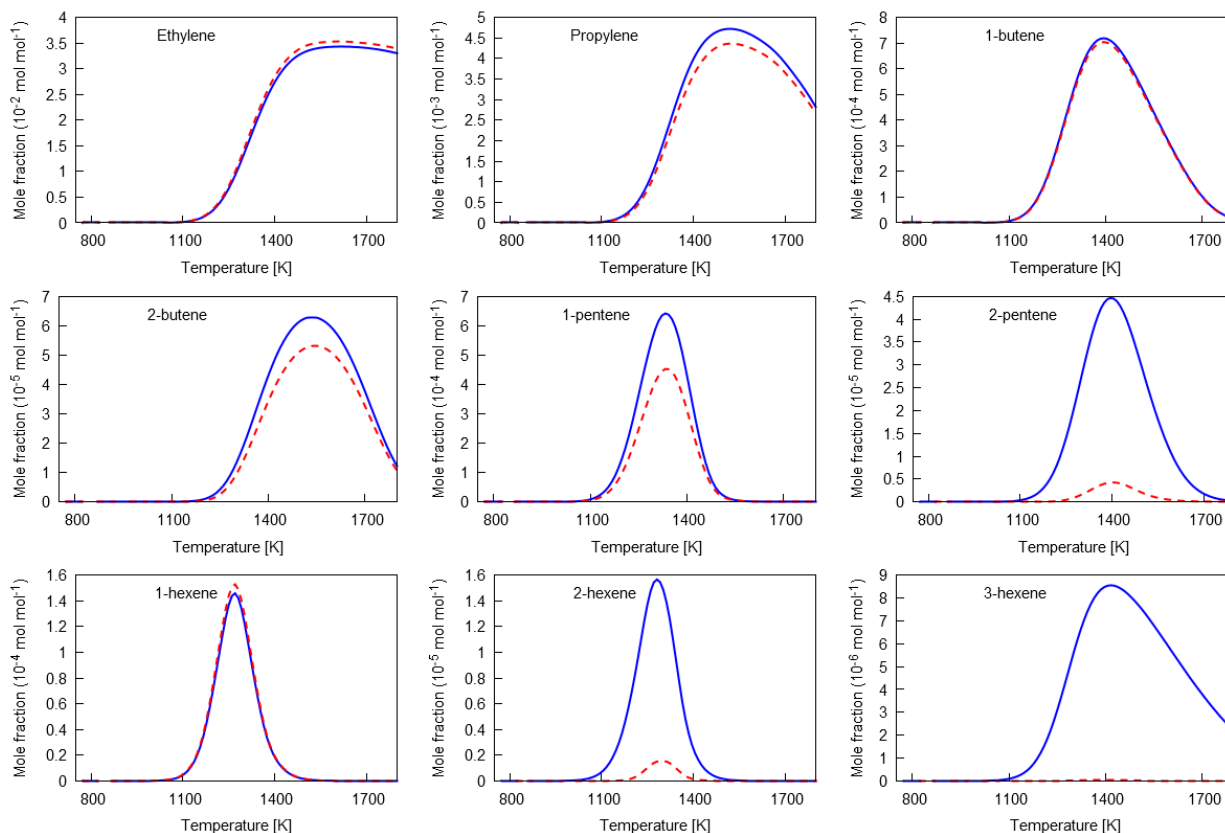 Ethylene
Mole fraction (10⁻² mol mol⁻¹)
4
3.5
3
2.5
2
1.5
1
0.5
0
800 1100 1400 1700
Temperature [K]
Propylene
Mole fraction (10⁻³ mol mol⁻¹)
5
4.5
4
3.5
3
2.5
2
1.5
1
0.5
0
800 1100 1400 1700
Temperature [K]
1-butene
Mole fraction (10⁻⁴ mol mol⁻¹)
8
7
6
5
4
3
2
1
0
800 1100 1400 1700
Temperature [K]
2-butene
Mole fraction (10⁻⁵ mol mol⁻¹)
7
6
5
4
3
2
1
0
800 1100 1400 1700
Temperature [K]
1-pentene
Mole fraction (10⁻⁴ mol mol⁻¹)
7
6
5
4
3
2
1
0
800 1100 1400 1700
Temperature [K]
2-pentene
Mole fraction (10⁻⁵ mol mol⁻¹)
4.5
4
3.5
3
2.5
2
1.5
1
0.5
0
800 1100 1400 1700
Temperature [K]
1-hexene
Mole fraction (10⁻⁴ mol mol⁻¹)
1.6
1.4
1.2
1
0.8
0.6
0.4
0.2
0
800 1100 1400 1700
Temperature [K]
2-hexene
Mole fraction (10⁻⁵ mol mol⁻¹)
1.6
1.4
1.2
1
0.8
0.6
0.4
0.2
0
800 1100 1400 1700
Temperature [K]
3-hexene
Mole fraction (10⁻⁶ mol mol⁻¹)
9
8
7
6
5
4
3
2
1
0
800 1100 1400 1700
Temperature [K]